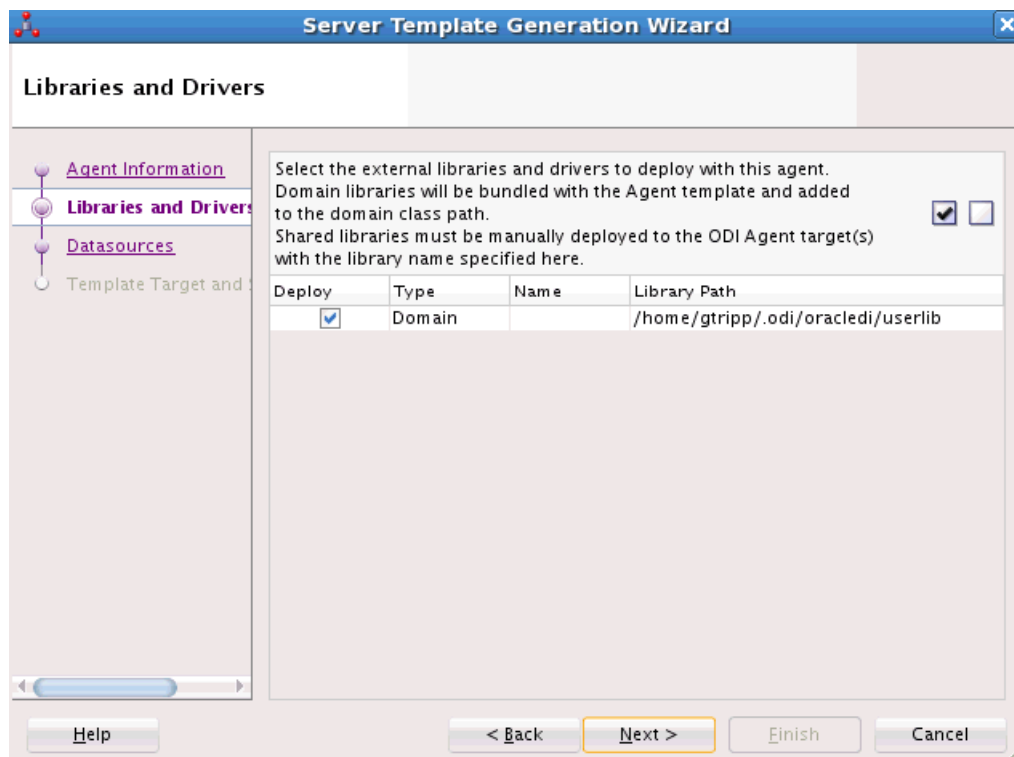 Server Template Generation Wizard
Libraries and Drivers
Agent Information
Libraries and Drivers
Datasources
Template Target and
Select the external libraries and drivers to deploy with this agent.
Domain libraries will be bundled with the Agent template and added
to the domain class path.
Shared libraries must be manually deployed to the ODI Agent target(s)
with the library name specified here.
Deploy Type Name Library Path
Domain /home/gtripp/.odi/oracledi/userlib
Help < Back Next > Finish Cancel